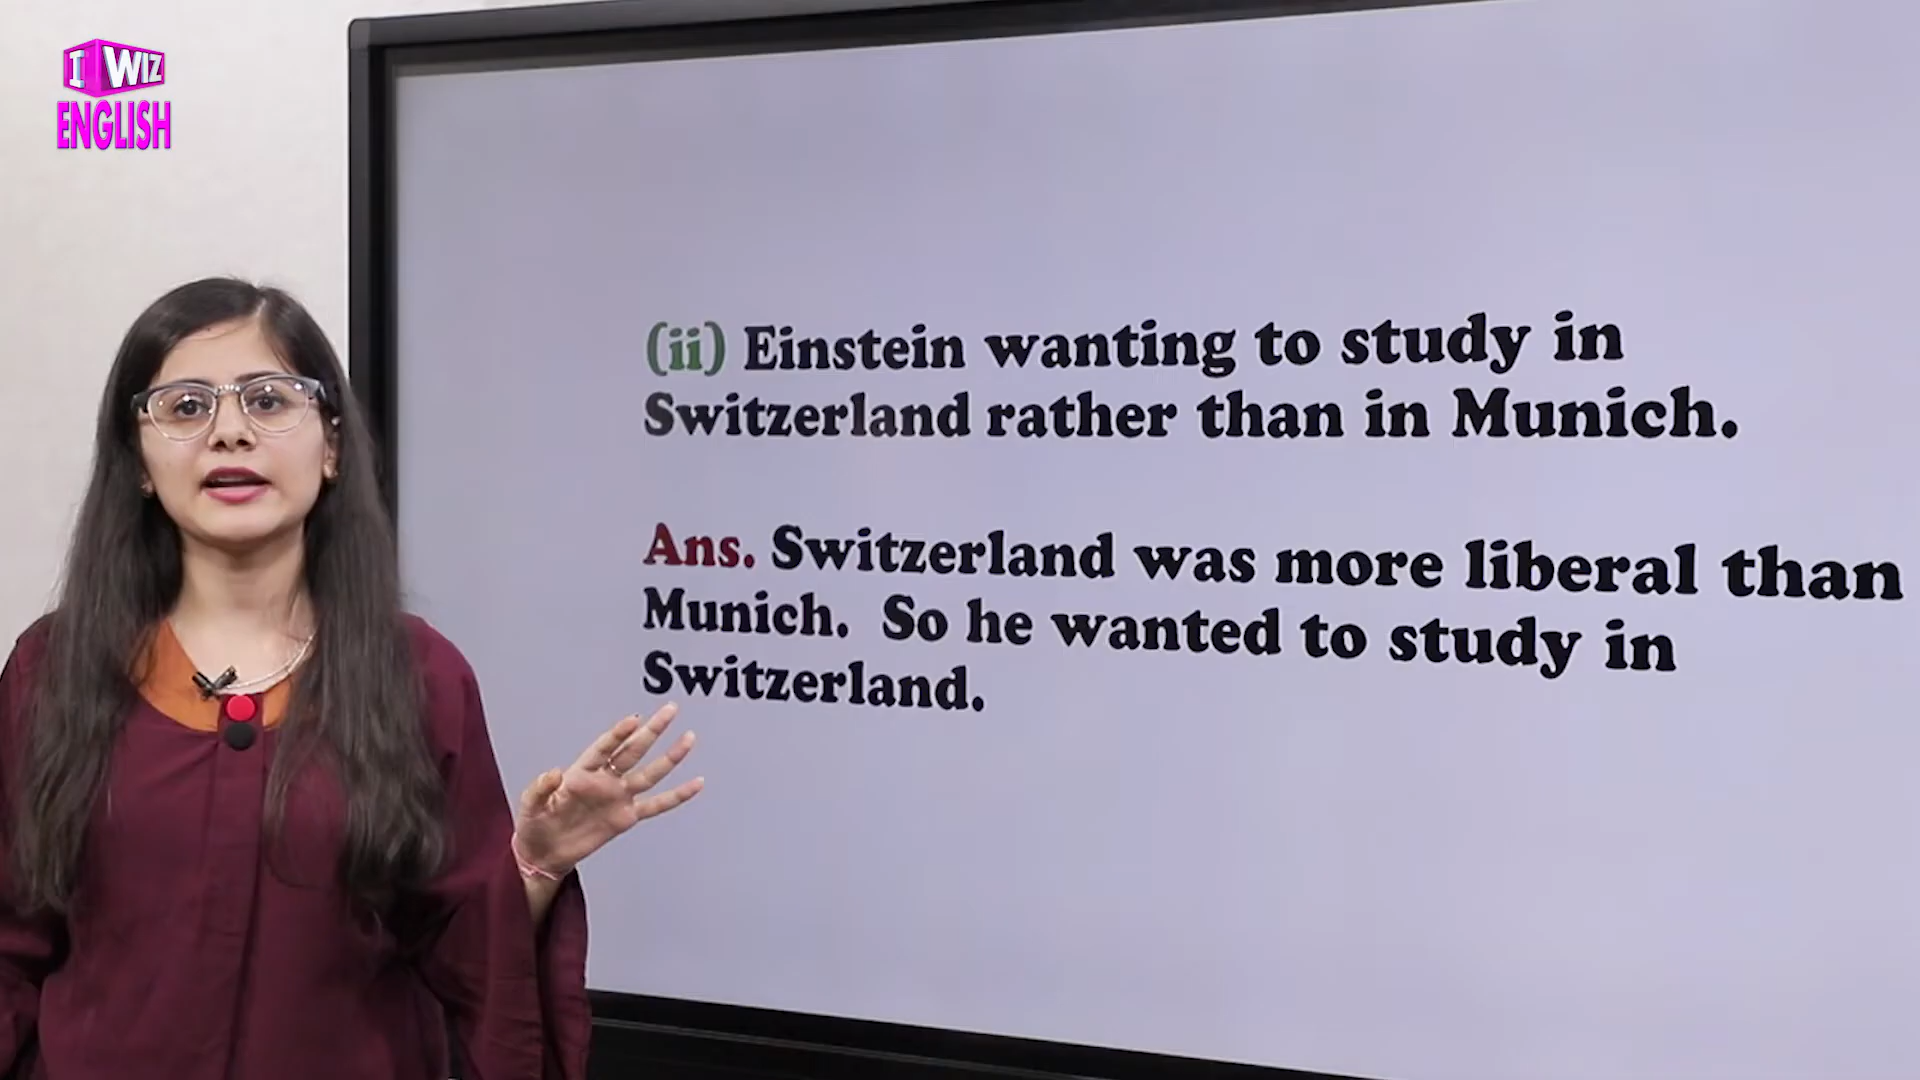 I WIZ
ENGLISH
(ii) Einstein wanting to study in
Switzerland rather than in Munich.
Ans. Switzerland was more liberal than
Munich. So he wanted to study in
Switzerland.